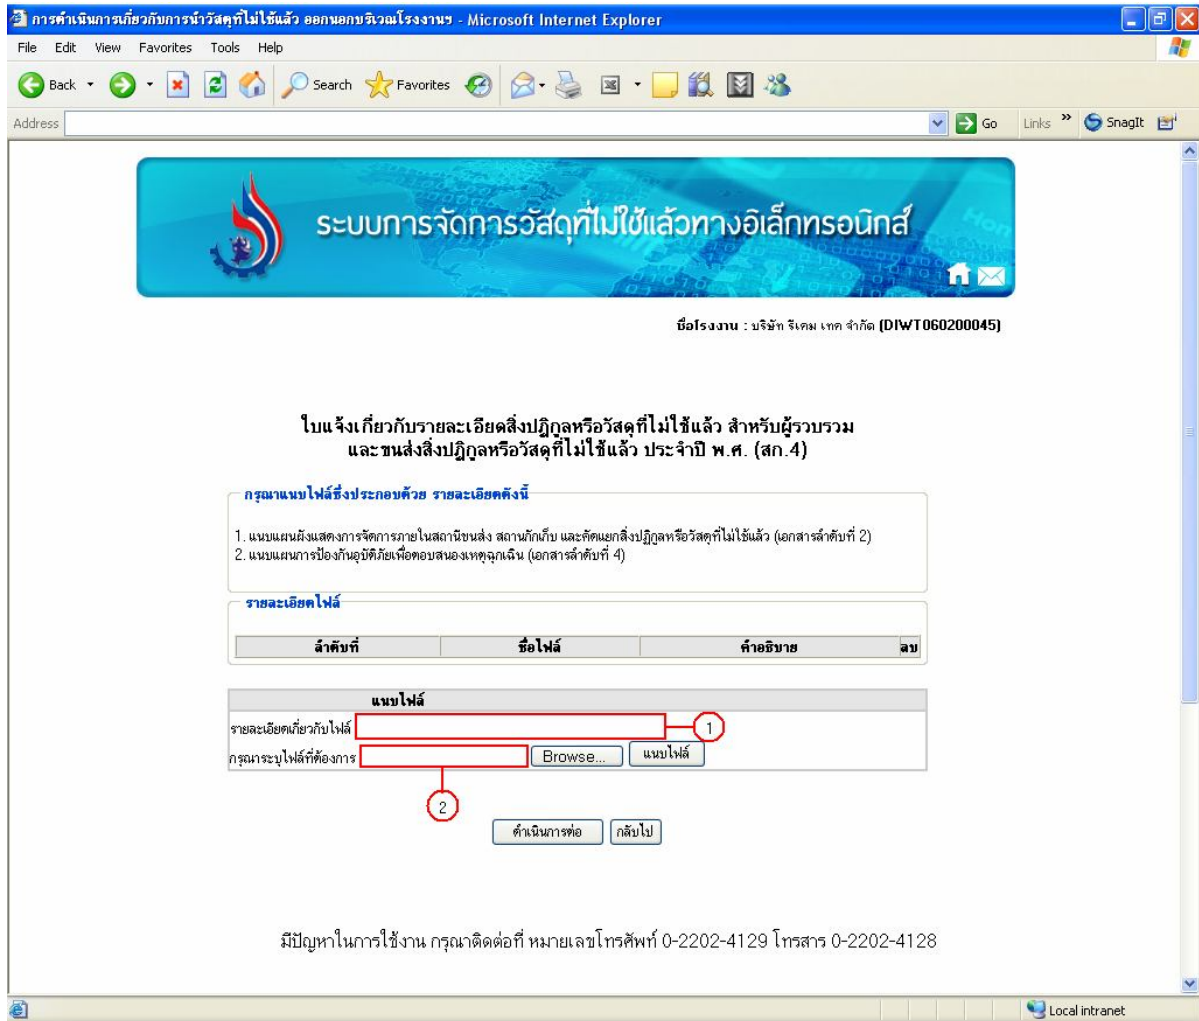 การดำเนินการเกี่ยวกับการนำวัสดุที่ไม่ใช้แล้ว ออกนอกบริเวณโรงงานฯ - Microsoft Internet Explorer
File Edit View Favorites Tools Help
Back Search Favorites
Address Go Links » SnagIt
ระบบการจัดการวัสดุที่ไม่ใช้แล้วทางอิเล็กทรอนิกส์
ชื่อโรงงาน : บริษัท รีเคม เทค จำกัด (DIWT060200045)
ใบแจ้งเกี่ยวกับรายละเอียดสิ่งปฏิกูลหรือวัสดุที่ไม่ใช้แล้ว สำหรับผู้รวบรวม
และขนส่งสิ่งปฏิกูลหรือวัสดุที่ไม่ใช้แล้ว ประจำปี พ.ศ. (สก.4)
กรุณาแนบไฟล์ซึ่งประกอบด้วย รายละเอียดดังนี้
1. แนบแผนผังแสดงการจัดการภายในสถานีขนส่ง สถานกักเก็บ และคัดแยกสิ่งปฏิกูลหรือวัสดุที่ไม่ใช้แล้ว (เอกสารลำดับที่ 2)
2. แนบแผนการป้องกันอุบัติภัยเพื่อตอบสนองเหตุฉุกเฉิน (เอกสารลำดับที่ 4)
รายละเอียดไฟล์
ลำดับที่ ชื่อไฟล์ คำอธิบาย ลบ
แนบไฟล์
รายละเอียดเกี่ยวกับไฟล์ 1
กรุณาระบุไฟล์ที่ต้องการ Browse... แนบไฟล์
2
ดำเนินการต่อ กลับไป
มีปัญหาในการใช้งาน กรุณาติดต่อที่ หมายเลขโทรศัพท์ 0-2202-4129 โทรสาร 0-2202-4128
Local intranet